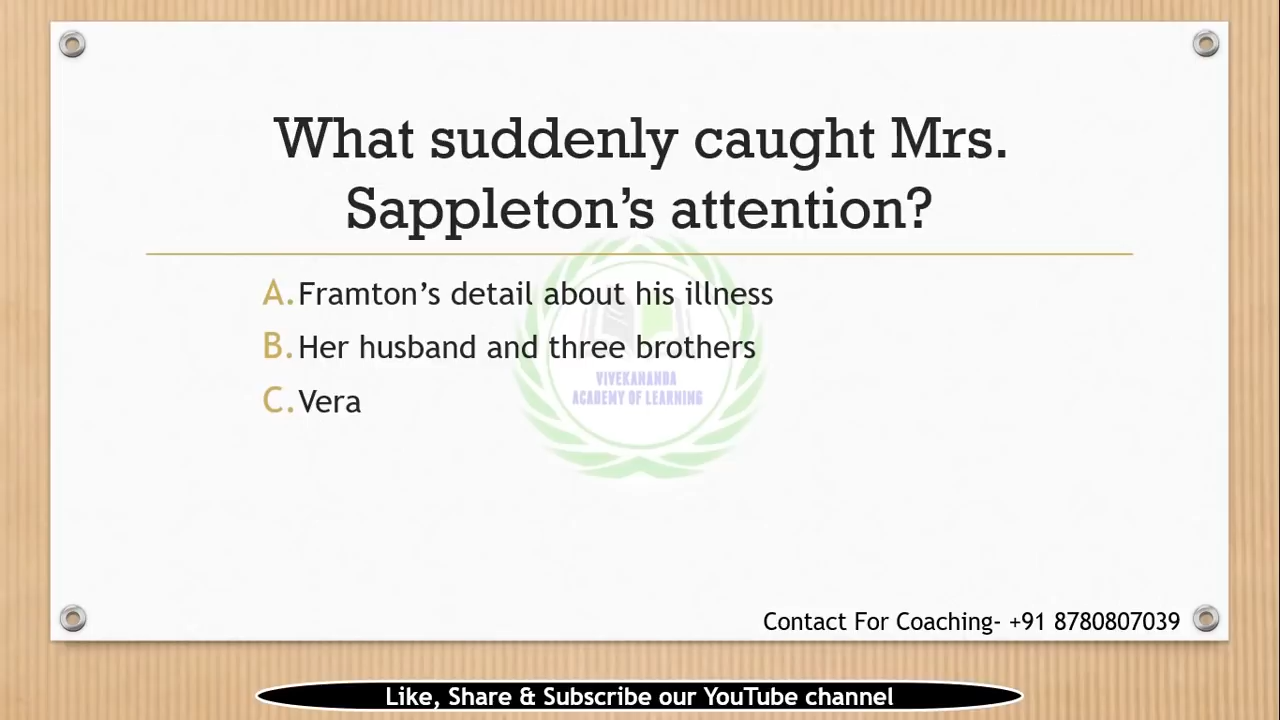 What suddenly caught Mrs.
Sappleton’s attention?
A. Framton’s detail about his illness
B. Her husband and three brothers
C. Vera
VIVEKANANDA
ACADEMY OF LEARNING
Contact For Coaching- +91 8780807039
Like, Share & Subscribe our YouTube channel